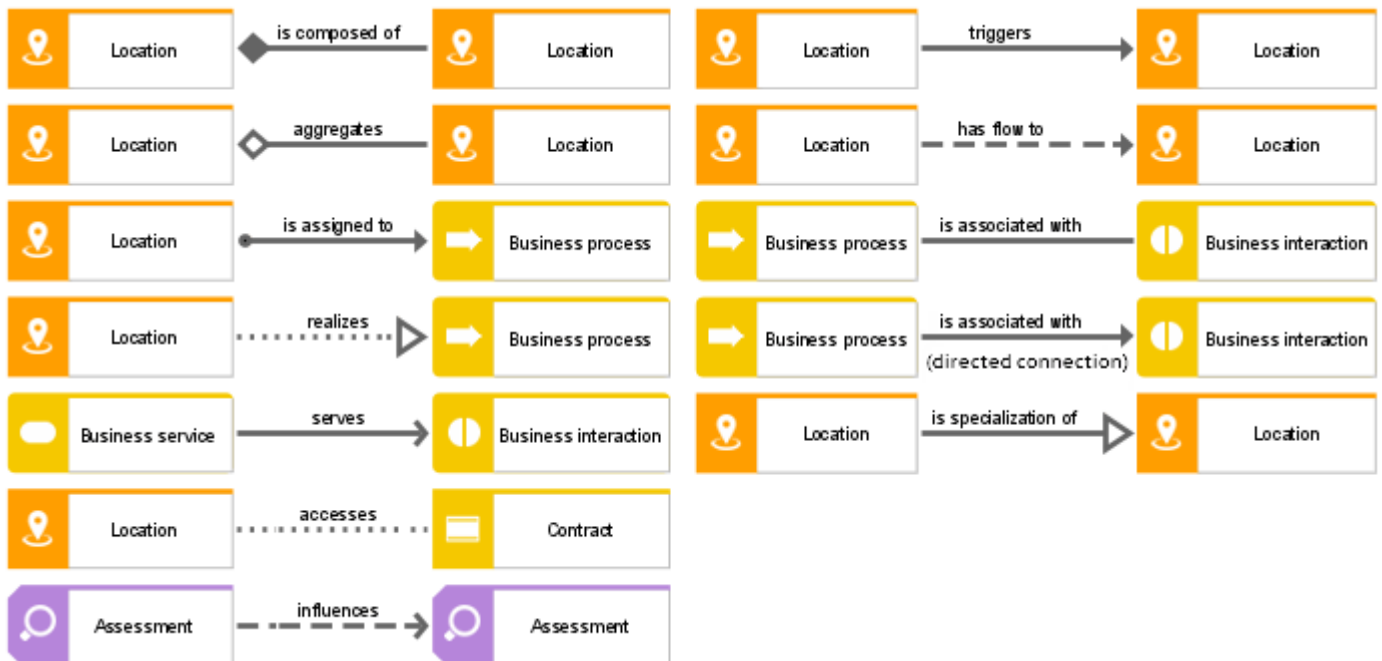 Location is composed of Location
Location aggregates Location
Location is assigned to Business process
Location realizes Business process
Business service serves Business interaction
Location accesses Contract
Assessment influences Assessment
Location triggers Location
Location has flow to Location
Business process is associated with Business interaction
Business process is associated with Business interaction
(directed connection)
Location is specialization of Location